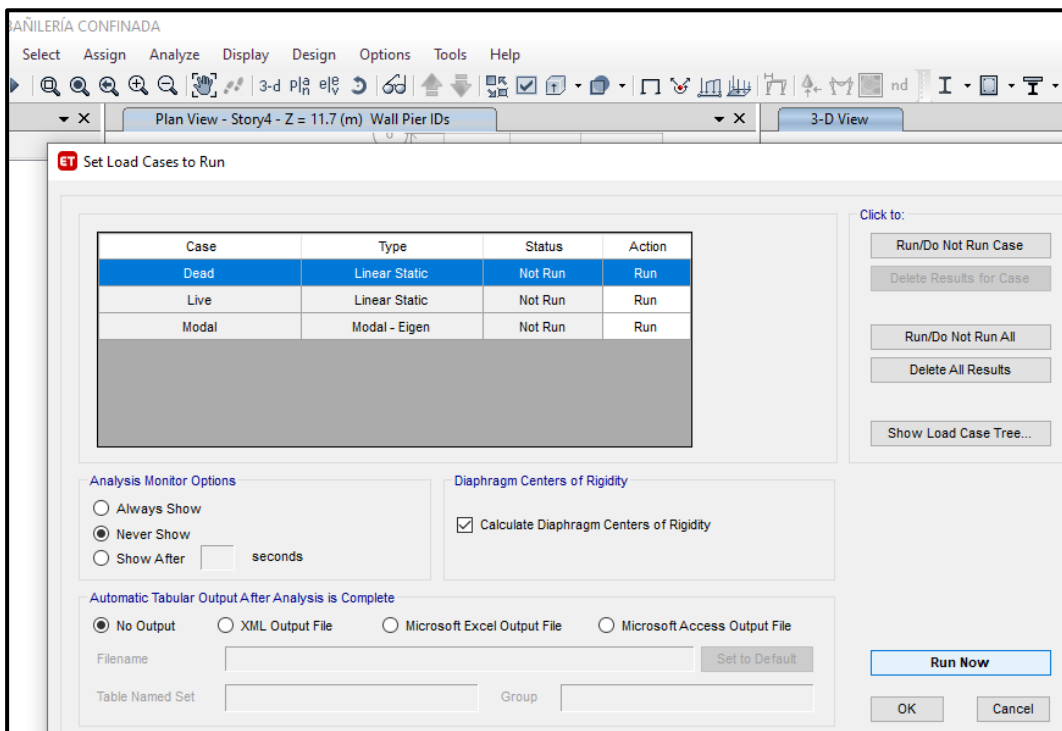 BAÑILERÍA CONFINADA
Select Assign Analyze Display Design Options Tools Help
3-d nd
Plan View - Story4 - Z = 11.7 (m) Wall Pier IDs 3-D View
ET Set Load Cases to Run
Click to:
Case Type Status Action
Dead Linear Static Not Run Run
Live Linear Static Not Run Run
Modal Modal - Eigen Not Run Run
Run/Do Not Run Case
Delete Results for Case
Run/Do Not Run All
Delete All Results
Show Load Case Tree...
Analysis Monitor Options
Always Show
Never Show
Show After seconds
Diaphragm Centers of Rigidity
Calculate Diaphragm Centers of Rigidity
Automatic Tabular Output After Analysis is Complete
No Output XML Output File Microsoft Excel Output File Microsoft Access Output File
Filename Set to Default
Table Named Set Group
Run Now
OK Cancel